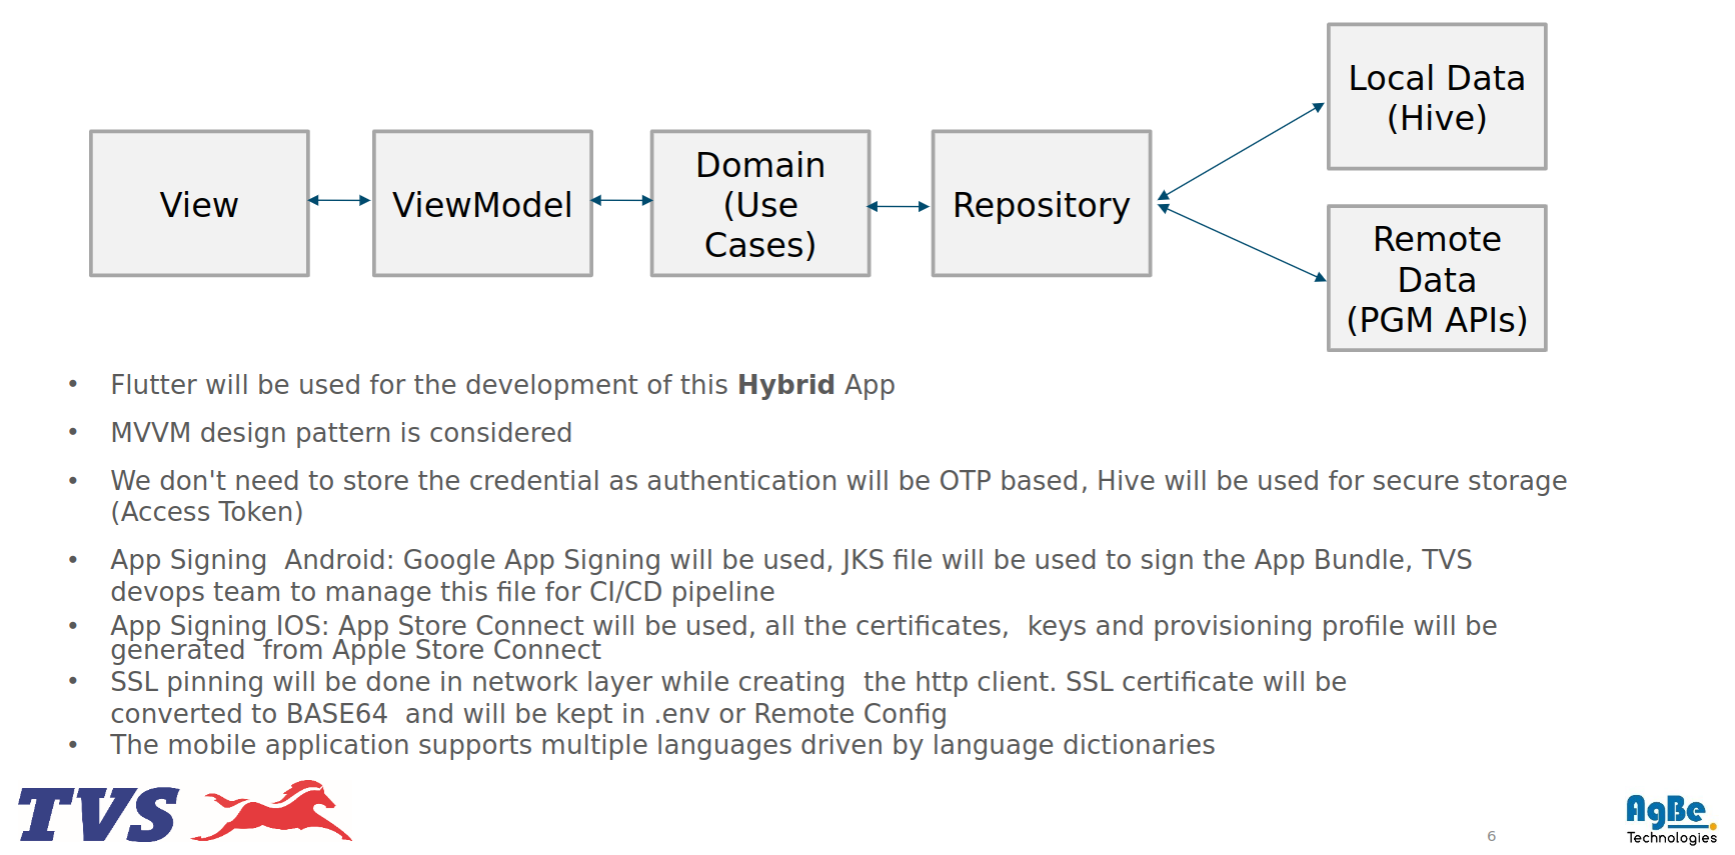 Local Data
(Hive)
View
ViewModel
Domain
(Use
Cases)
Repository
Remote
Data
(PGM APIs)
• Flutter will be used for the development of this Hybrid App
• MVVM design pattern is considered
• We don't need to store the credential as authentication will be OTP based, Hive will be used for secure storage
(Access Token)
• App Signing  Android: Google App Signing will be used, JKS file will be used to sign the App Bundle, TVS
devops team to manage this file for CI/CD pipeline
• App Signing IOS: App Store Connect will be used, all the certificates,  keys and provisioning profile will be
generated  from Apple Store Connect
• SSL pinning will be done in network layer while creating  the http client. SSL certificate will be
converted to BASE64  and will be kept in .env or Remote Config
• The mobile application supports multiple languages driven by language dictionaries
TVS
6
AgBe
Technologies